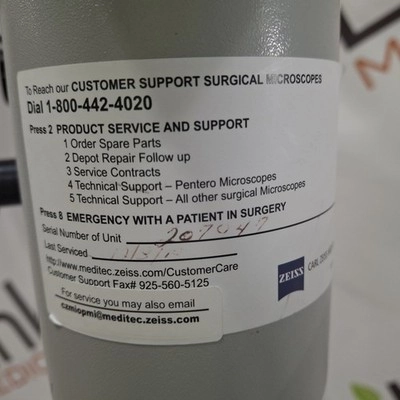 To Reach our CUSTOMER SUPPORT SURGICAL MICROSCOPES
Dial 1-800-442-4020
Press 2 PRODUCT SERVICE AND SUPPORT
1 Order Spare Parts
2 Depot Repair Follow up
3 Service Contracts
4 Technical Support – Pentero Microscopes
5 Technical Support – All other surgical Microscopes
Press 8 EMERGENCY WITH A PATIENT IN SURGERY
Serial Number of Unit
Last Serviced
http://www.meditec.zeiss.com/CustomerCare
Customer Support Fax# 925-560-5125
ZEISS
CARL ZEISS
For service you may also email
czmiopmi@meditec.zeiss.com